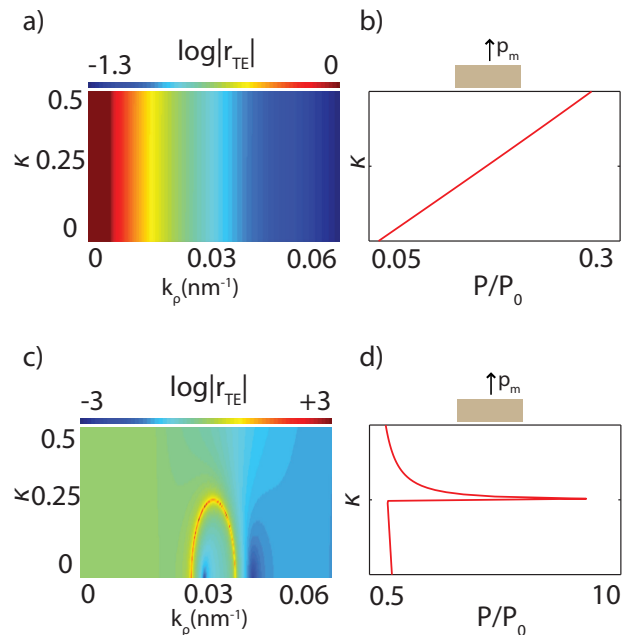 a)
log|r_TE|
-1.3 0
0.5
κ 0.25
0
0 0.03 0.06
k_ρ(nm⁻¹)
b)
↑p_m
κ
0.05 0.3
P/P₀
c)
log|r_TE|
-3 +3
0.5
κ 0.25
0
0 0.03 0.06
k_ρ(nm⁻¹)
d)
↑p_m
κ
0.5 10
P/P₀